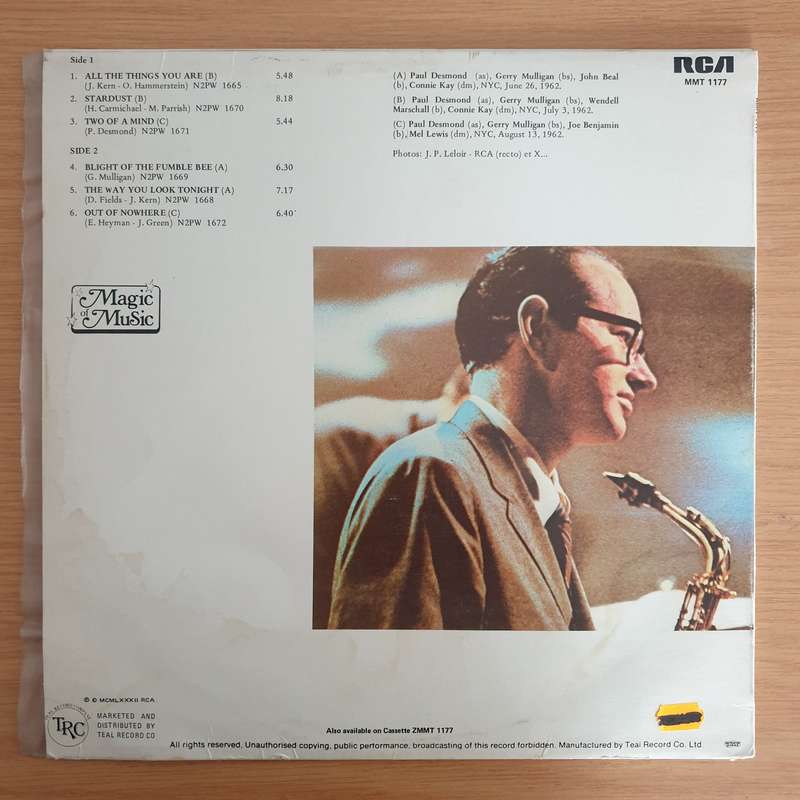 Side 1
1. ALL THE THINGS YOU ARE (B) 5.48
(J. Kern - O. Hammerstein) N2PW 1665
2. STARDUST (B) 8.18
(H. Carmichael - M. Parrish) N2PW 1670
3. TWO OF A MIND (C) 5.44
(P. Desmond) N2PW 1671
SIDE 2
4. BLIGHT OF THE FUMBLE BEE (A) 6.30
(G. Mulligan) N2PW 1669
5. THE WAY YOU LOOK TONIGHT (A) 7.17
(D. Fields - J. Kern) N2PW 1668
6. OUT OF NOWHERE (C) 6.40
(E. Heyman - J. Green) N2PW 1672
(A) Paul Desmond (as), Gerry Mulligan (bs), John Beal
(b), Connie Kay (dm), NYC, June 26, 1962.
(B) Paul Desmond (as), Gerry Mulligan (bs), Wendell
Marschall (b), Connie Kay (dm), NYC, July 3, 1962.
(C) Paul Desmond (as), Gerry Mulligan (bs), Joe Benjamin
(b), Mel Lewis (dm), NYC, August 13, 1962.
Photos: J. P. Leloir - RCA (recto) et X...
RCA
MMT 1177
Magic
of
Music
℗ © MCMLXXXII RCA
TRC
MARKETED AND
DISTRIBUTED BY
TEAL RECORD CO
Also available on Cassette ZMMT 1177
All rights reserved. Unauthorised copying, public performance, broadcasting of this record forbidden. Manufactured by Teal Record Co. Ltd